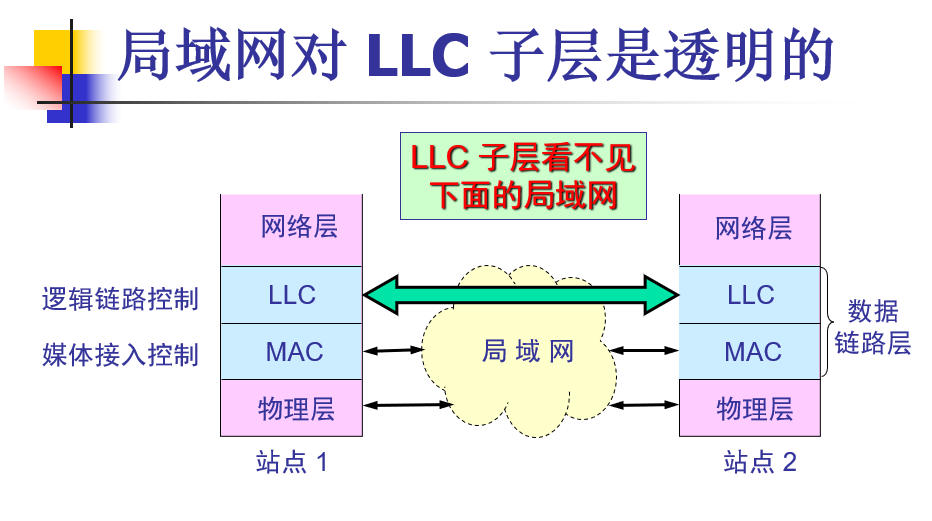 局域网对 LLC 子层是透明的
LLC 子层看不见
下面的局域网
网络层
网络层
逻辑链路控制
LLC
LLC
数据
链路层
媒体接入控制
MAC
局 域 网
MAC
物理层
物理层
站点 1
站点 2